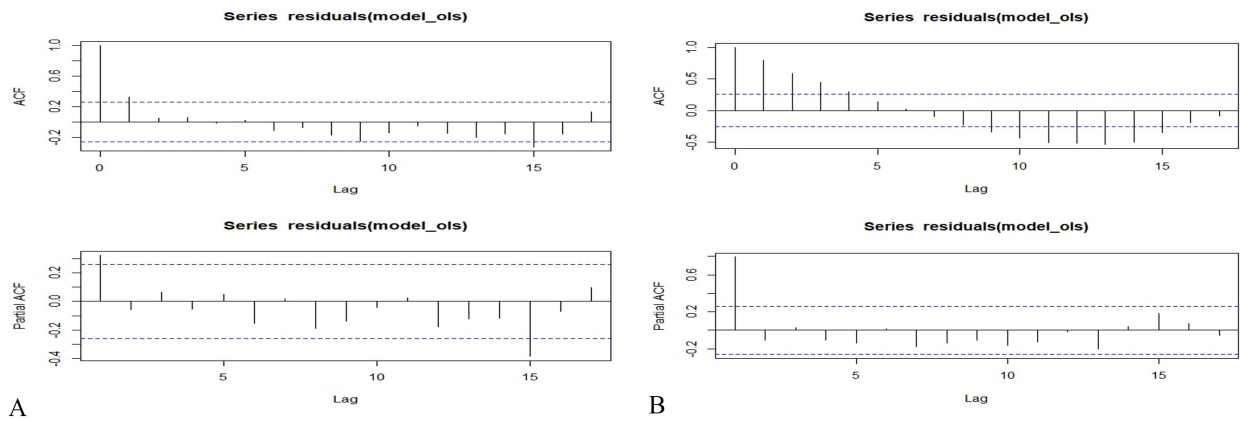 Series residuals(model_ols)
ACF
1.0
0.6
0.2
-0.2
0 5 10 15
Lag
Series residuals(model_ols)
Partial ACF
0.2
0.0
-0.2
-0.4
5 10 15
Lag
A
Series residuals(model_ols)
ACF
1.0
0.5
0.0
-0.5
0 5 10 15
Lag
Series residuals(model_ols)
Partial ACF
0.6
0.2
-0.2
5 10 15
Lag
B